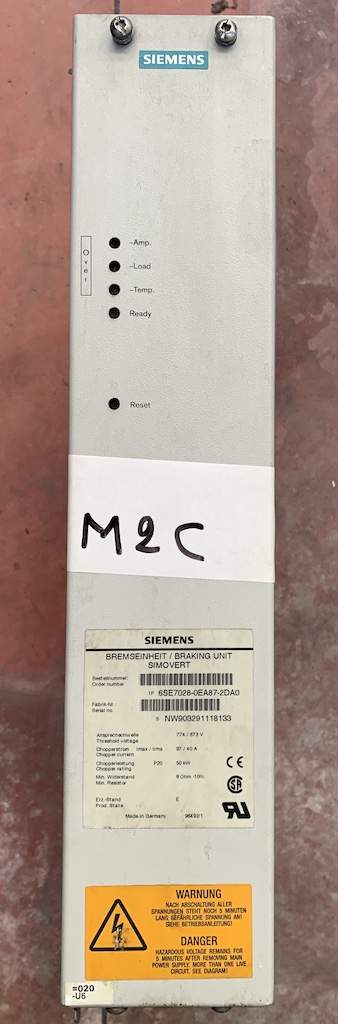 SIEMENS
Over
-Amp.
-Load
-Temp.
Ready
Reset
M2C
SIEMENS
BREMSEINHEIT / BRAKING UNIT
SIMOVERT
Bestellnummer:
Order number
1P 6SE7028-0EA87-2DA0
Fabrik-Nr.:
Serial no.
S NW903291118133
Ansprechschwelle 774 / 673 V
Threshold voltage
Chopperstrom Imax / Irms 97 / 40 A
Chopper current
Chopperleistung P20 50 kW
Chopper rating
Min. Widerstand 8 Ohm -10%
Min. Resistor
Erz.-Stand E
Prod. State
Made in Germany
WARNUNG
NACH ABSCHALTUNG ALLER
SPANNUNGEN STEHT NOCH 5 MINUTEN
LANG GEFÄHRLICHE SPANNUNG AN!
SIEHE BETRIEBSANLEITUNG!
DANGER
HAZARDOUS VOLTAGE REMAINS FOR
5 MINUTES AFTER REMOVING MAIN
POWER SUPPLY. MORE THAN ONE LIVE
CIRCUIT, SEE DIAGRAM!
=020
-U6